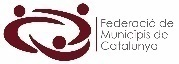 Federació de
Municipis de
Catalunya